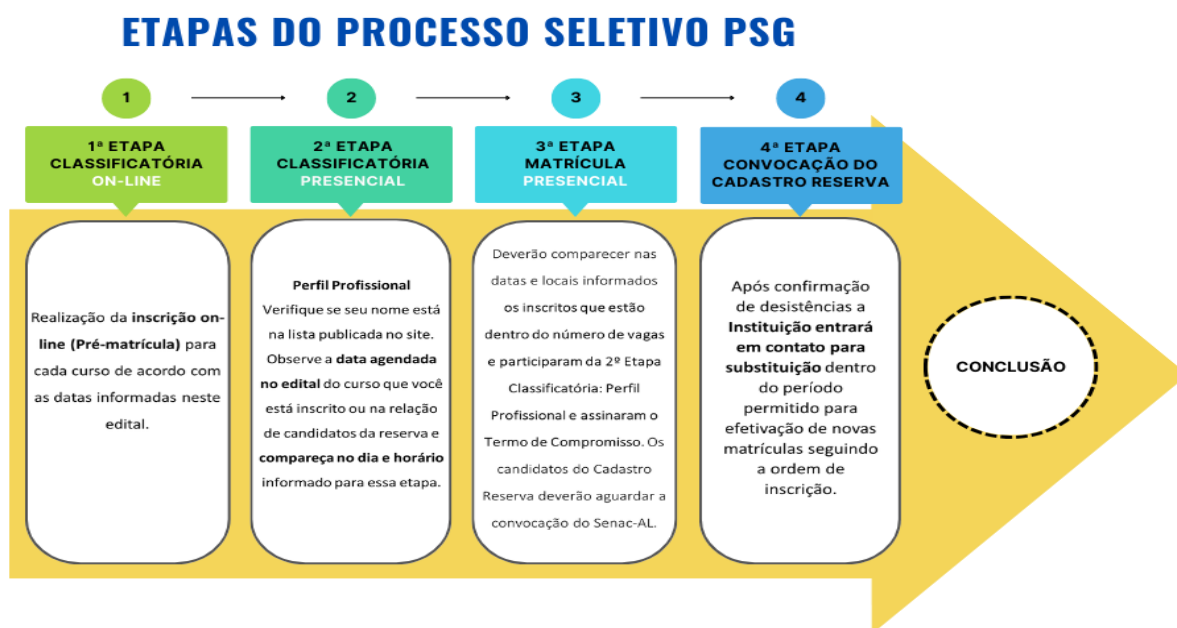 ETAPAS DO PROCESSO SELETIVO PSG
1
2
3
4
1ª ETAPA
CLASSIFICATÓRIA
ON-LINE
2ª ETAPA
CLASSIFICATÓRIA
PRESENCIAL
3ª ETAPA
MATRÍCULA
PRESENCIAL
4ª ETAPA
CONVOCAÇÃO DO
CADASTRO RESERVA
Realização da inscrição on-
line (Pré-matrícula) para
cada curso de acordo com
as datas informadas neste
edital.
Perfil Profissional
Verifique se seu nome está
na lista publicada no site.
Observe a data agendada
no edital do curso que você
está inscrito ou na relação
de candidatos da reserva e
compareça no dia e horário
informado para essa etapa.
Deverão comparecer nas
datas e locais informados
os inscritos que estão
dentro do número de vagas
e participaram da 2º Etapa
Classificatória: Perfil
Profissional e assinaram o
Termo de Compromisso. Os
candidatos do Cadastro
Reserva deverão aguardar a
convocação do Senac-AL.
Após confirmação
de desistências a
Instituição entrará
em contato para
substituição dentro
do período
permitido para
efetivação de novas
matrículas seguindo
a ordem de
inscrição.
CONCLUSÃO